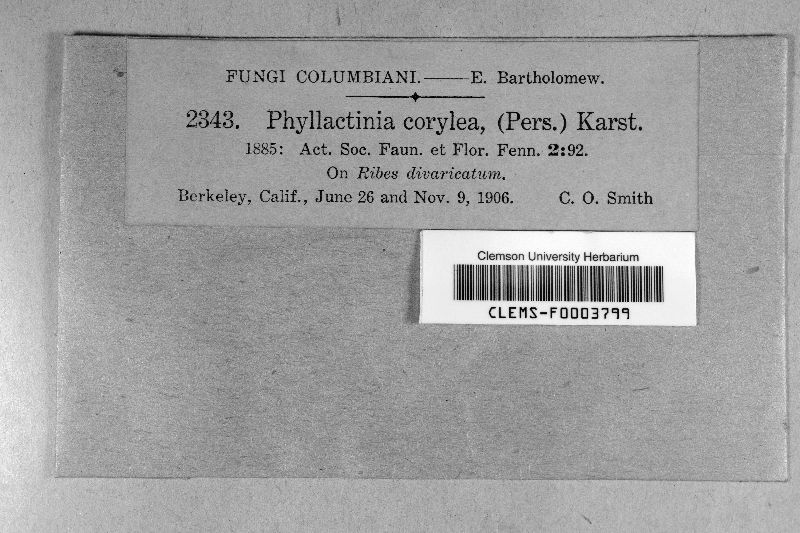 FUNGI COLUMBIANI.——E. Bartholomew.
2343. Phyllactinia corylea, (Pers.) Karst.
1885: Act. Soc. Faun. et Flor. Fenn. 2:92.
On Ribes divaricatum.
Berkeley, Calif., June 26 and Nov. 9, 1906. C. O. Smith
Clemson University Herbarium
CLEMS-F0003799